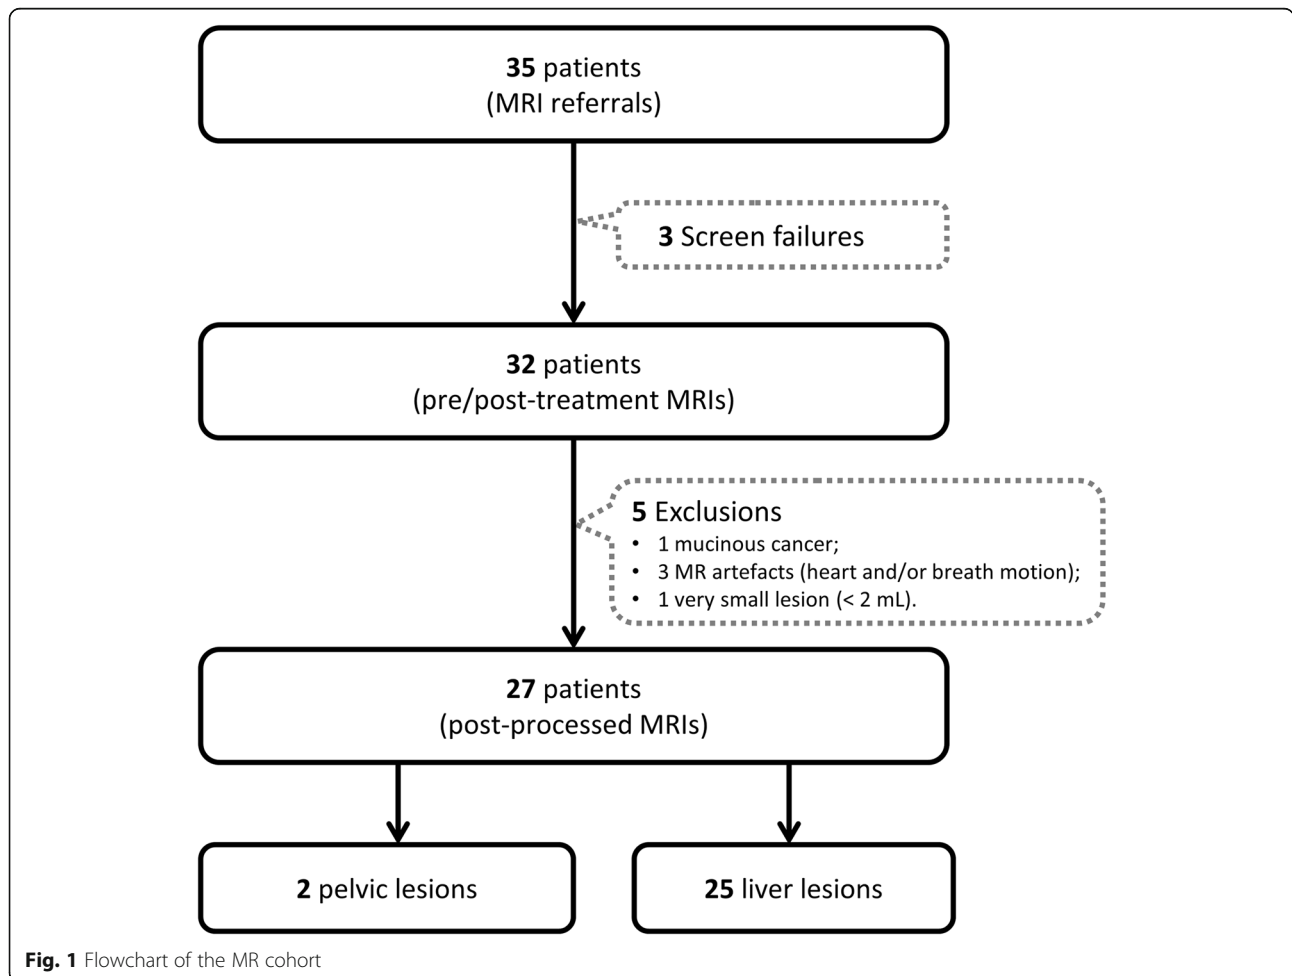 35 patients
(MRI referrals)
3 Screen failures
32 patients
(pre/post-treatment MRIs)
5 Exclusions
• 1 mucinous cancer;
• 3 MR artefacts (heart and/or breath motion);
• 1 very small lesion (< 2 mL).
27 patients
(post-processed MRIs)
2 pelvic lesions
25 liver lesions
Fig. 1 Flowchart of the MR cohort